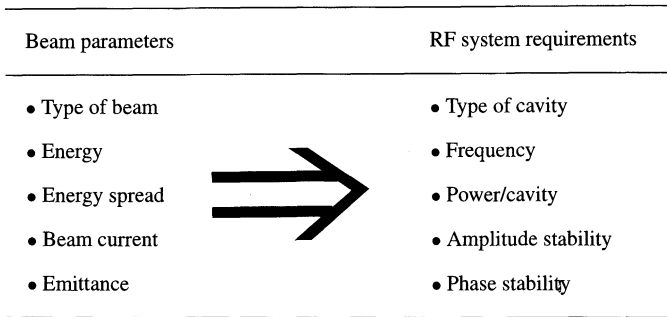 Beam parameters RF system requirements
• Type of beam • Type of cavity
• Energy • Frequency
• Energy spread • Power/cavity
• Beam current • Amplitude stability
• Emittance • Phase stability